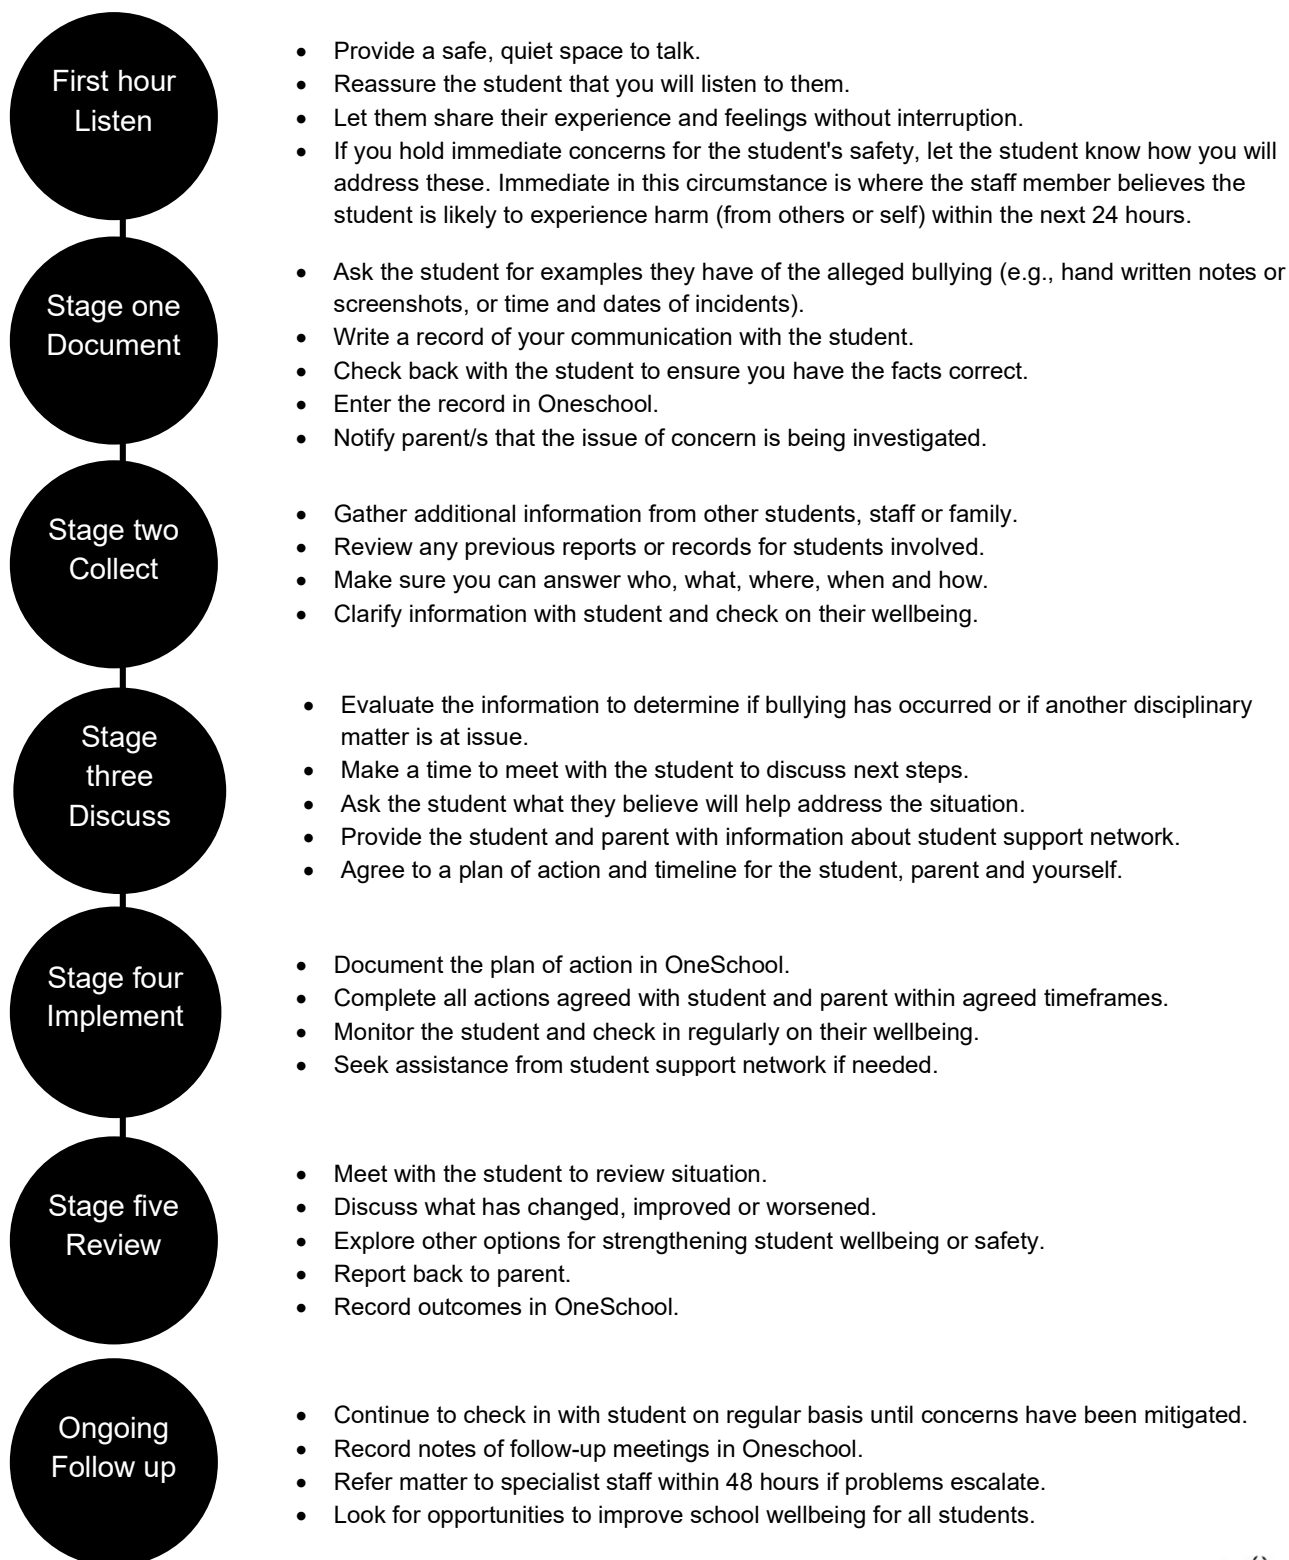 First hour
Listen
• Provide a safe, quiet space to talk.
• Reassure the student that you will listen to them.
• Let them share their experience and feelings without interruption.
• If you hold immediate concerns for the student's safety, let the student know how you will
address these. Immediate in this circumstance is where the staff member believes the
student is likely to experience harm (from others or self) within the next 24 hours.
Stage one
Document
• Ask the student for examples they have of the alleged bullying (e.g., hand written notes or
screenshots, or time and dates of incidents).
• Write a record of your communication with the student.
• Check back with the student to ensure you have the facts correct.
• Enter the record in Oneschool.
• Notify parent/s that the issue of concern is being investigated.
Stage two
Collect
• Gather additional information from other students, staff or family.
• Review any previous reports or records for students involved.
• Make sure you can answer who, what, where, when and how.
• Clarify information with student and check on their wellbeing.
Stage
three
Discuss
• Evaluate the information to determine if bullying has occurred or if another disciplinary
matter is at issue.
• Make a time to meet with the student to discuss next steps.
• Ask the student what they believe will help address the situation.
• Provide the student and parent with information about student support network.
• Agree to a plan of action and timeline for the student, parent and yourself.
Stage four
Implement
• Document the plan of action in OneSchool.
• Complete all actions agreed with student and parent within agreed timeframes.
• Monitor the student and check in regularly on their wellbeing.
• Seek assistance from student support network if needed.
Stage five
Review
• Meet with the student to review situation.
• Discuss what has changed, improved or worsened.
• Explore other options for strengthening student wellbeing or safety.
• Report back to parent.
• Record outcomes in OneSchool.
Ongoing
Follow up
• Continue to check in with student on regular basis until concerns have been mitigated.
• Record notes of follow-up meetings in Oneschool.
• Refer matter to specialist staff within 48 hours if problems escalate.
• Look for opportunities to improve school wellbeing for all students.